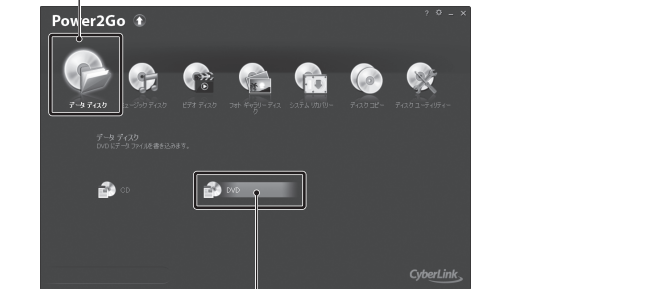 Power2Go
データ ディスク
ミュージック ディスク
ビデオ ディスク
フォト ギャラリー ディスク
システム リカバリー
ディスク コピー
ディスク ユーティリティー
データ ディスク
DVD にデータ ファイルを書き込みます。
CD
DVD
CyberLink